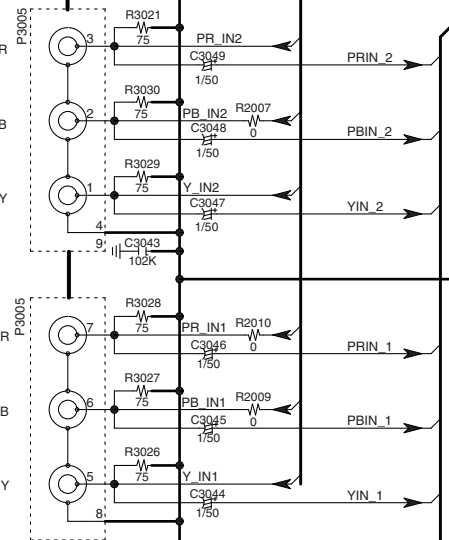 P3005
R3021
R
3
75
PR_IN2
C3049
PRIN_2
1/50
R3030
B
2
75
PB_IN2
R2007
C3048
0
PBIN_2
1/50
R3029
Y
1
75
Y_IN2
C3047
YIN_2
1/50
4
9
C3043
102K
P3005
R3028
R
7
75
PR_IN1
R2010
C3046
0
PRIN_1
1/50
R3027
B
6
75
PB_IN1
R2009
C3045
0
PBIN_1
1/50
R3026
Y
5
75
Y_IN1
C3044
YIN_1
1/50
8